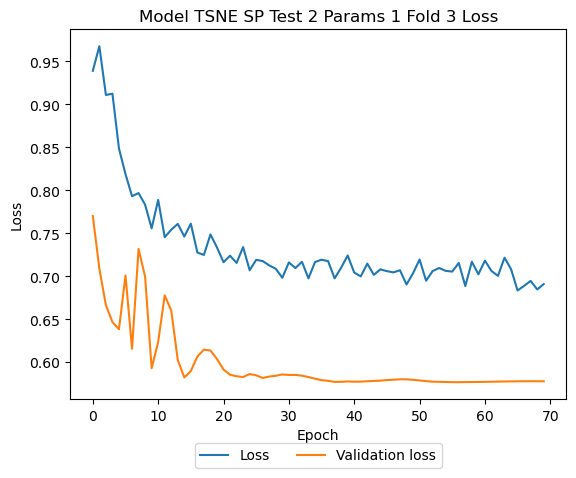 Model TSNE SP Test 2 Params 1 Fold 3 Loss
0.95
0.90
0.85
0.80
0.75
0.70
0.65
0.60
Loss
0 10 20 30 40 50 60 70
Epoch
Loss Validation loss